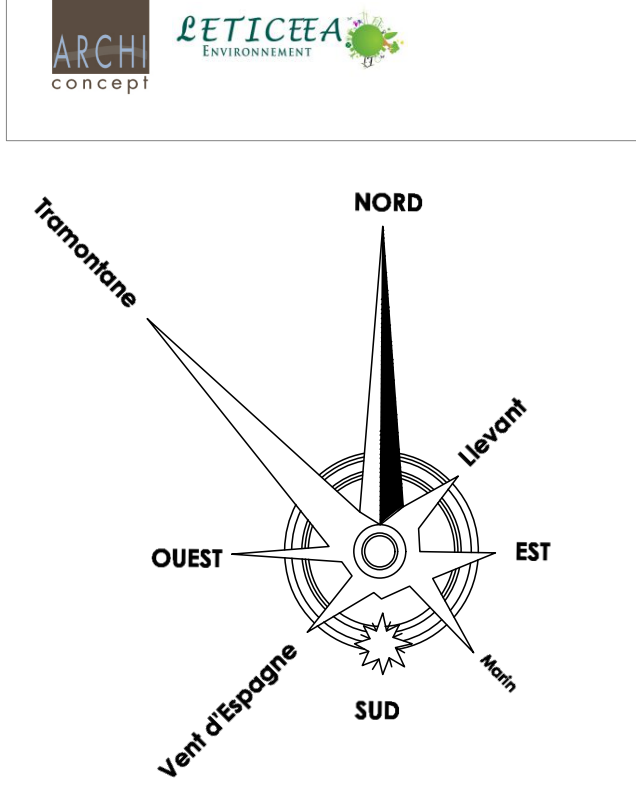 ARCHI
concept
LETICEEA
ENVIRONNEMENT
NORD
Tramontane
Llevant
OUEST
EST
Marin
Vent d'Espagne
SUD